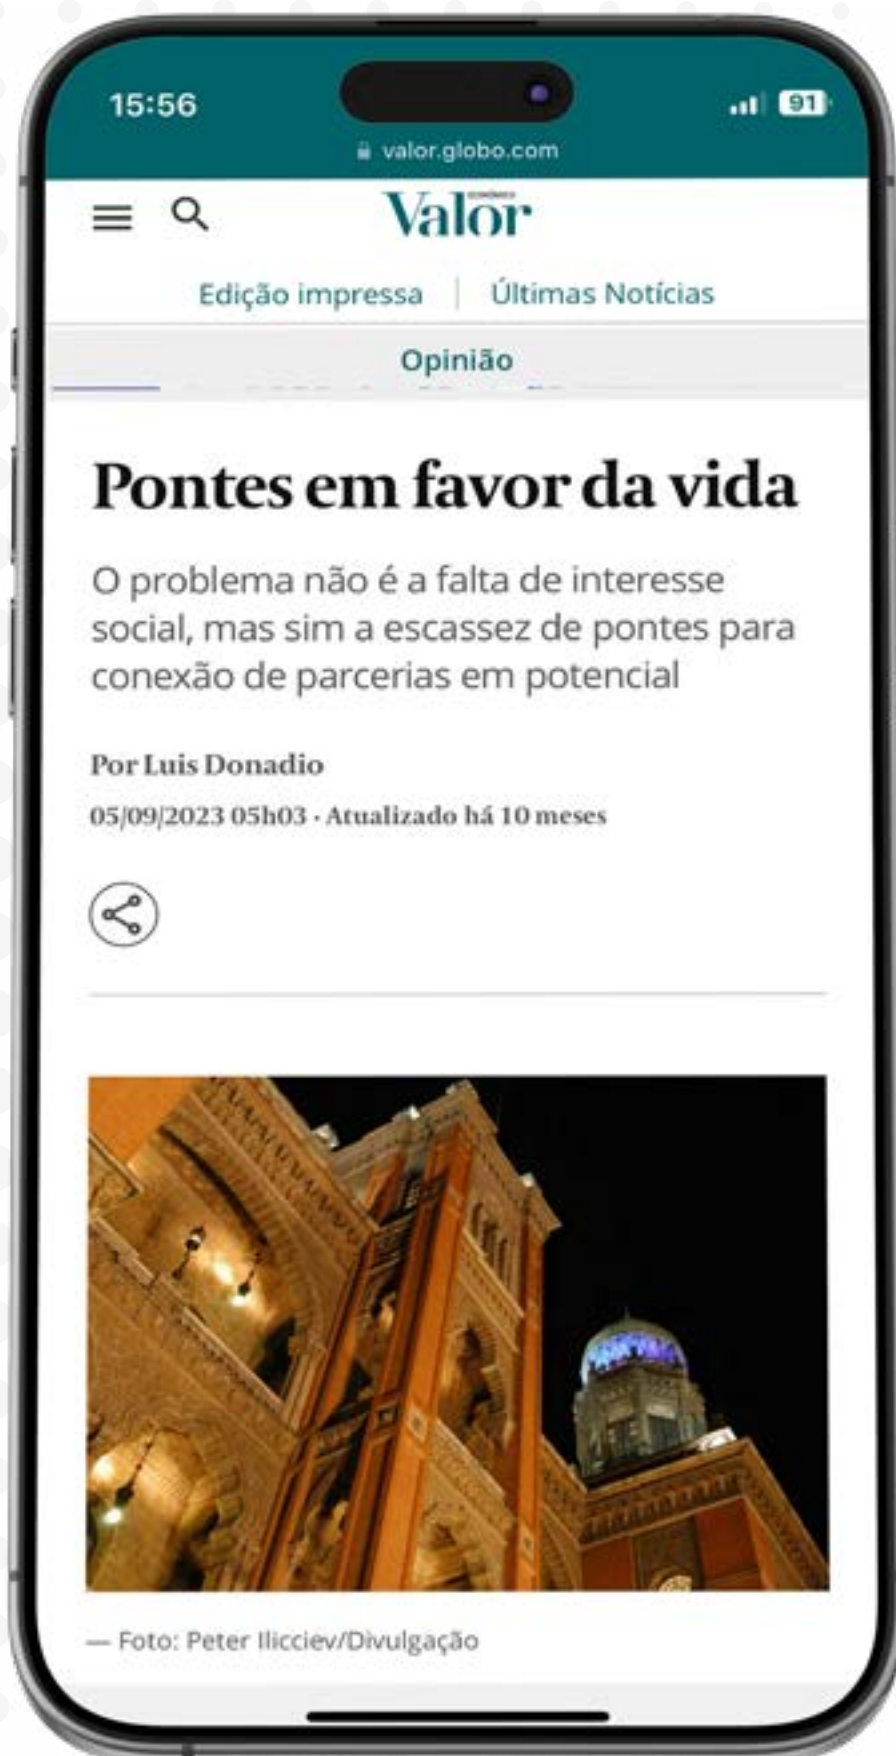 15:56
91
valor.globo.com
ECONÔMICO
Valor
Edição impressa
Últimas Notícias
Opinião
Pontes em favor da vida
O problema não é a falta de interesse
social, mas sim a escassez de pontes para
conexão de parcerias em potencial
Por Luis Donadio
05/09/2023 05h03 · Atualizado há 10 meses
— Foto: Peter Ilicciev/Divulgação